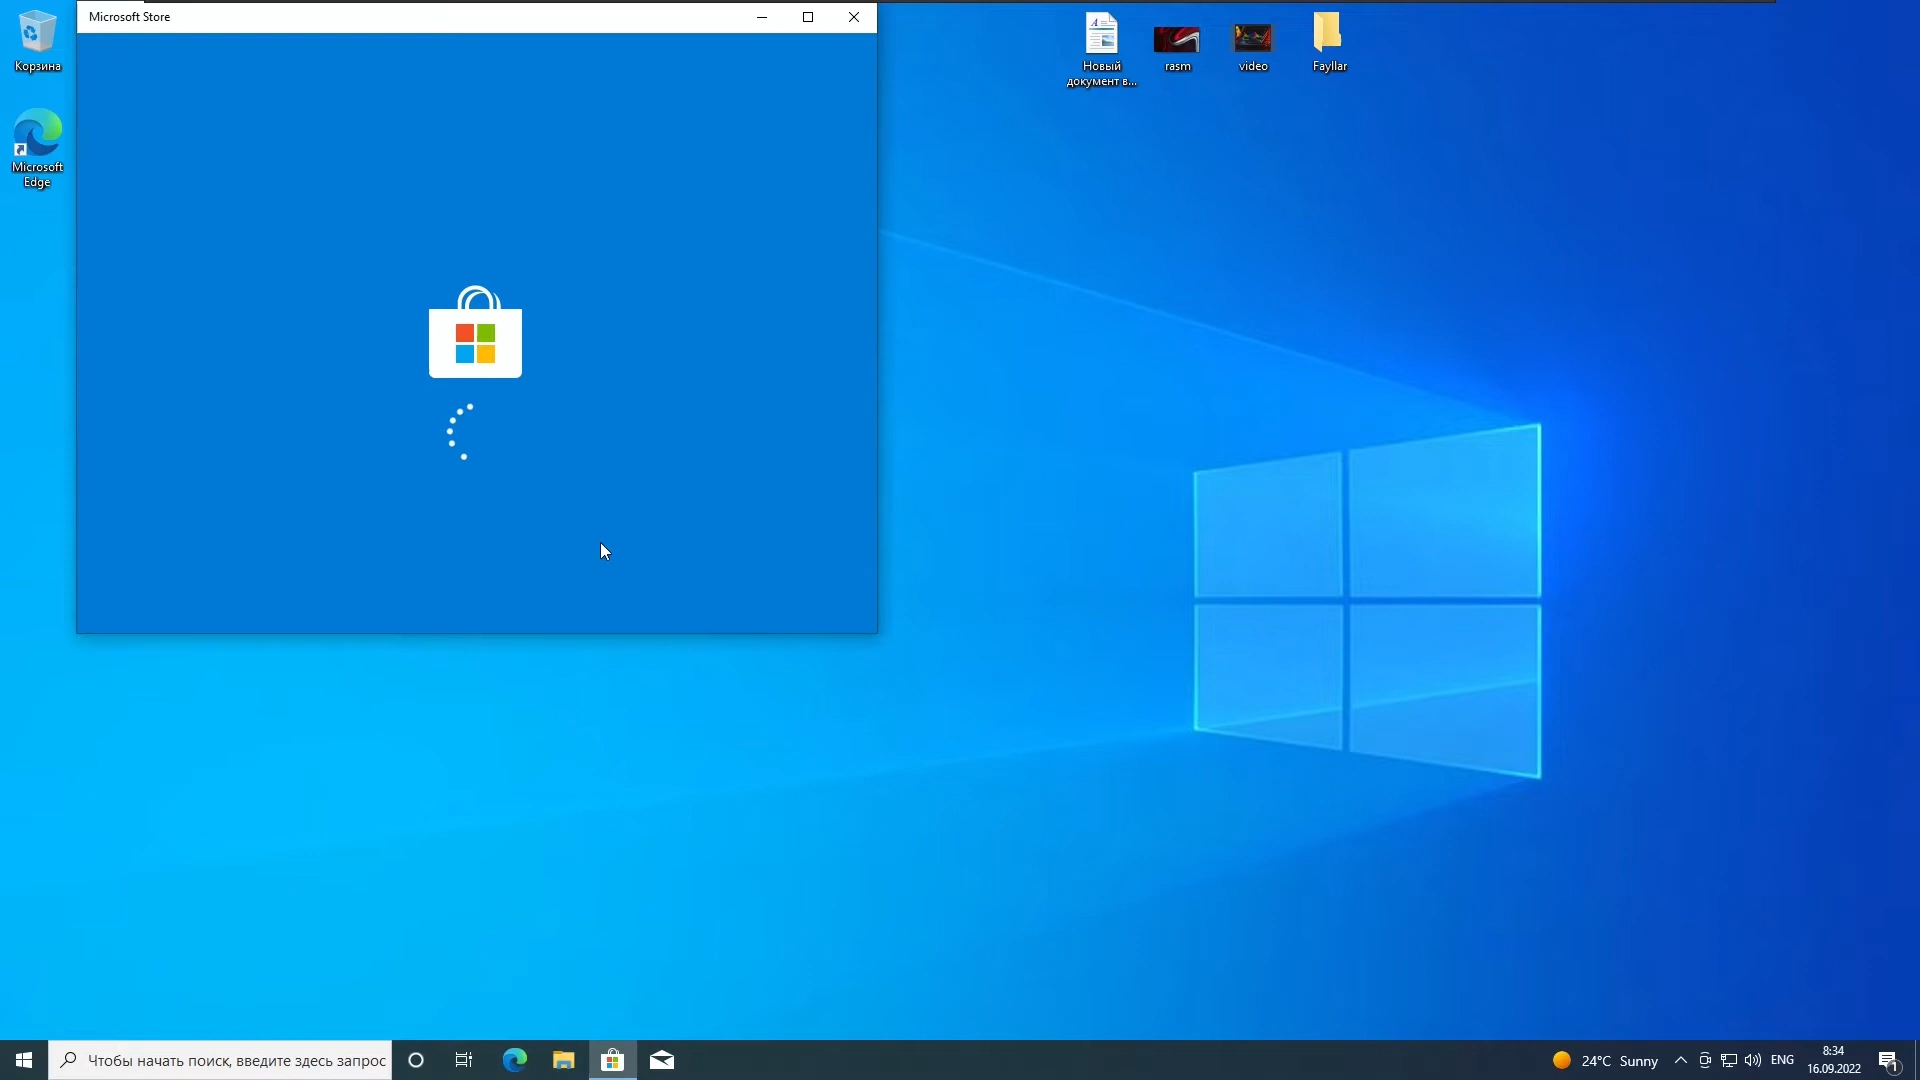 Microsoft Store
Корзина
Microsoft
Edge
Новый
документ в...
rasm
video
Fayllar
Чтобы начать поиск, введите здесь запрос
24°C Sunny
ENG
8:34
16.09.2022
1